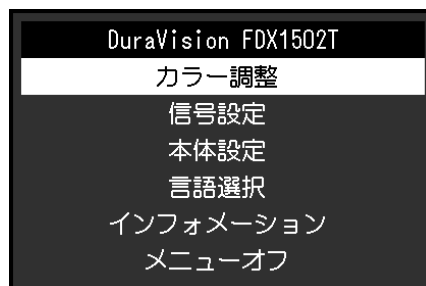 DuraVision FDX1502T
カラー調整
信号設定
本体設定
言語選択
インフォメーション
メニューオフ